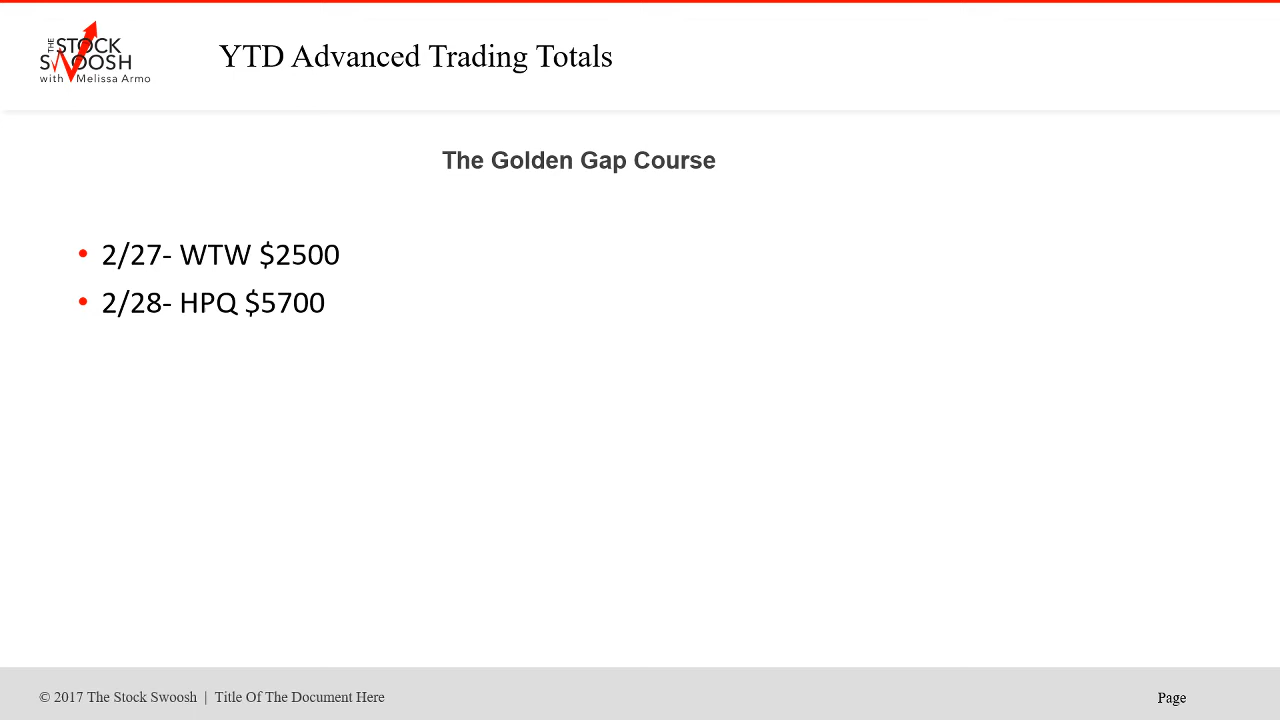 THE STOCK
SWOOSH
with Melissa Armo
YTD Advanced Trading Totals
The Golden Gap Course
• 2/27- WTW $2500
• 2/28- HPQ $5700
© 2017 The Stock Swoosh | Title Of The Document Here
Page